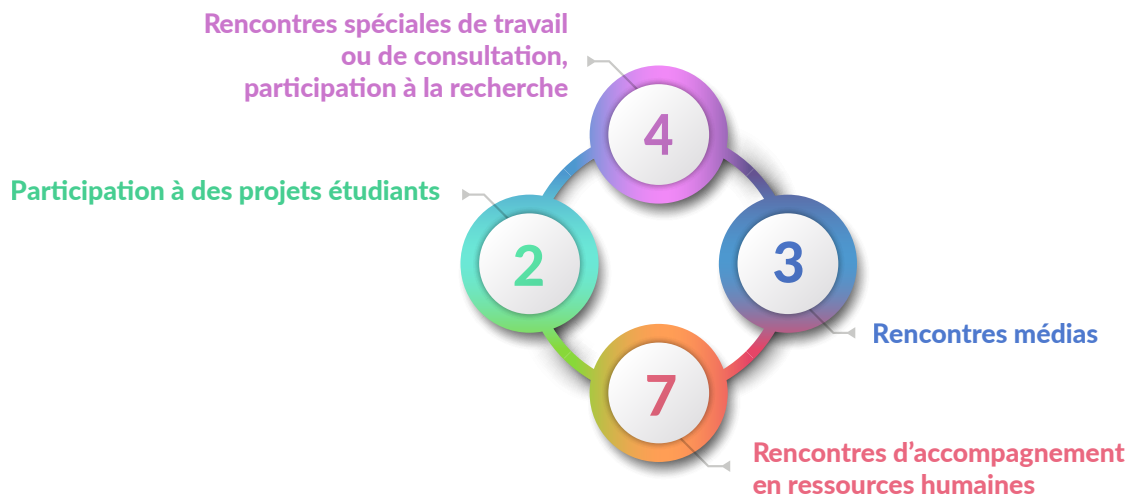 Rencontres spéciales de travail
ou de consultation,
participation à la recherche
4
Participation à des projets étudiants
2
3
Rencontres médias
7
Rencontres d’accompagnement
en ressources humaines